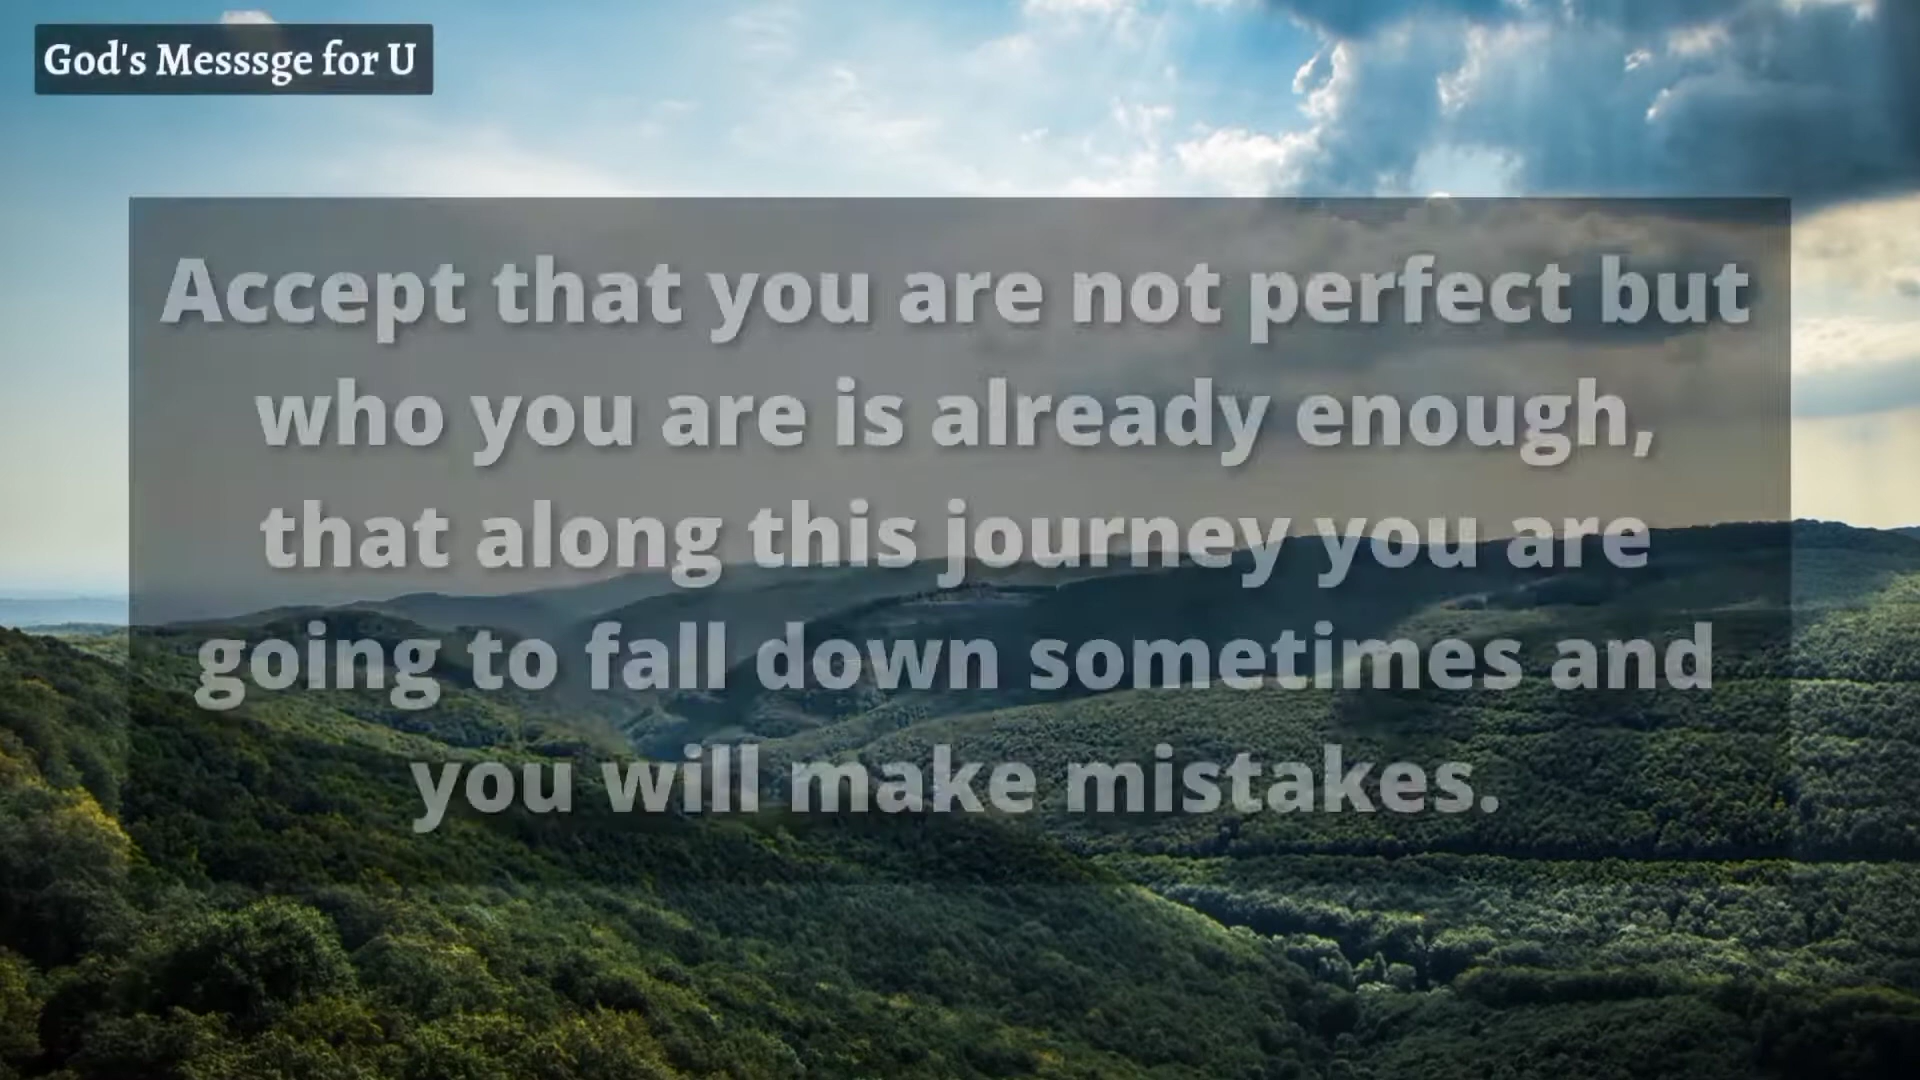 God's Messsge for U
Accept that you are not perfect but
who you are is already enough,
that along this journey you are
going to fall down sometimes and
you will make mistakes.